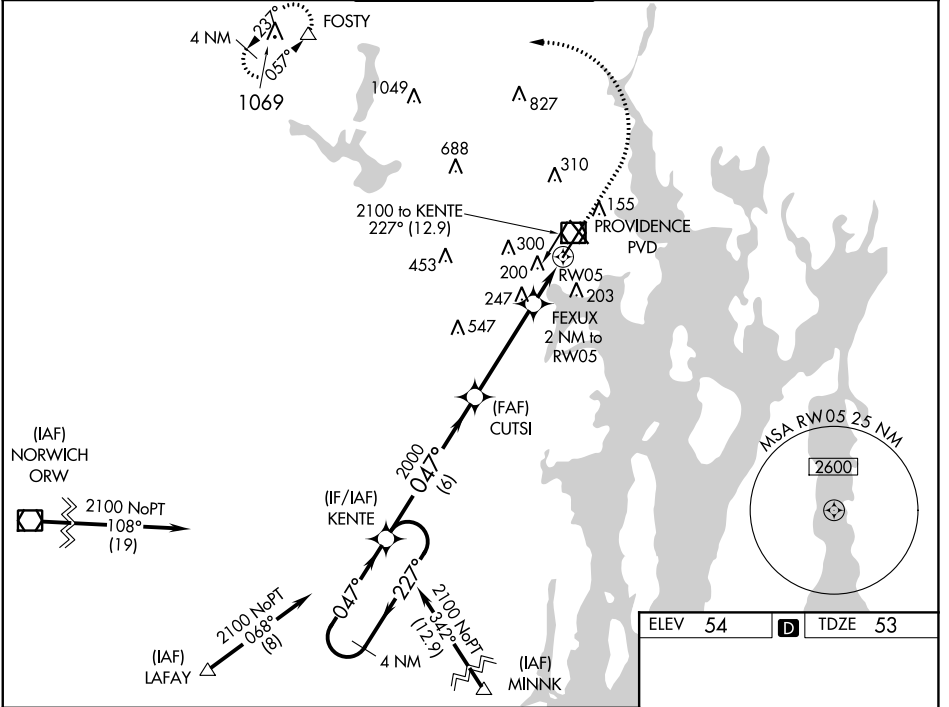 237°
FOSTY
4 NM
057°
1069
1049
827
688
310
2100 to KENTE
227° (12.9)
155
PROVIDENCE
PVD
300
453
200
RW05
247
203
FEXUX
2 NM to
RW05
547
(FAF)
CUTSI
MSA RW05 25 NM
2600
(IAF)
NORWICH
ORW
2100 NoPT
108°
(19)
2000
047°
(6)
(IF/IAF)
KENTE
047°
227°
4 NM
2100 NoPT
068°
(8)
(IAF)
LAFAY
2100 NoPT
342°
(12.9)
(IAF)
MINNK
ELEV 54 D TDZE 53